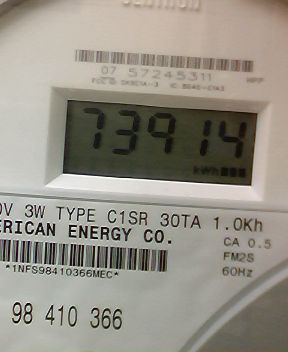 CENTRON
07 57245311
73914
kWh
0V 3W TYPE C1SR 30TA 1.0Kh
ERICAN ENERGY CO.
CA 0.5
*1NFS98410366MEC*
FM2S
60Hz
98 410 366